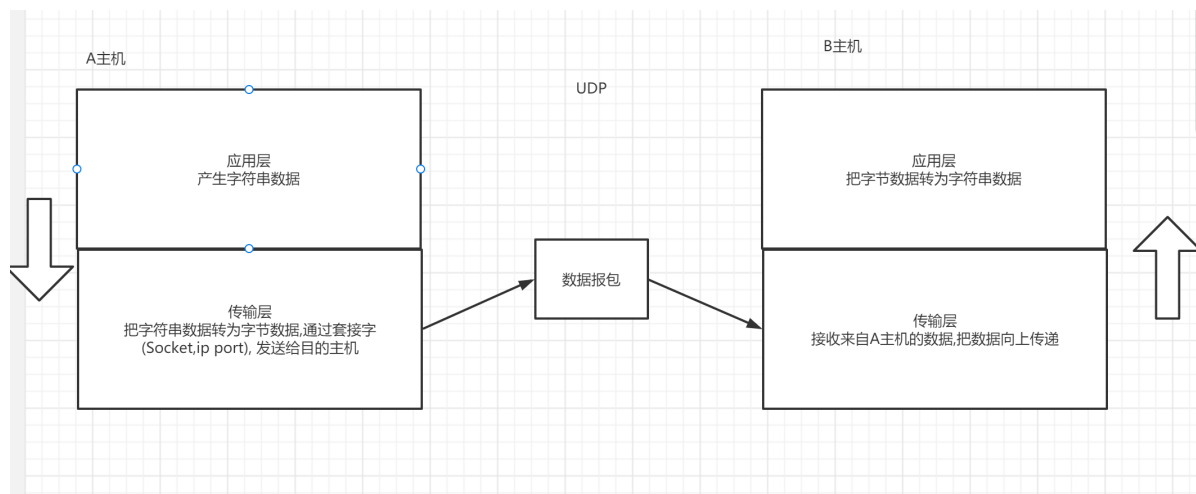 A主机
B主机
UDP
应用层
产生字符串数据
应用层
把字节数据转为字符串数据
数据报包
传输层
把字符串数据转为字节数据,通过套接字
(Socket,ip port), 发送给目的主机
传输层
接收来自A主机的数据,把数据向上传递